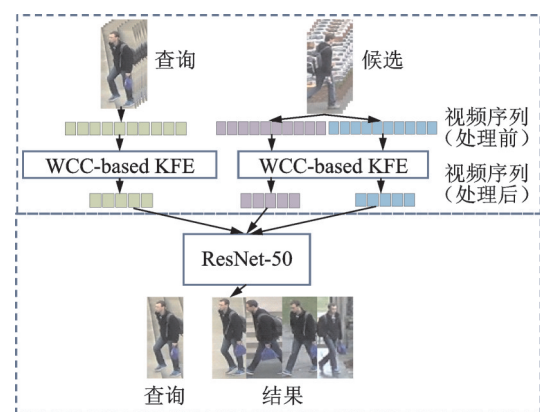 查询
候选
视频序列
(处理前)
WCC-based KFE
WCC-based KFE
视频序列
(处理后)
ResNet-50
查询
结果